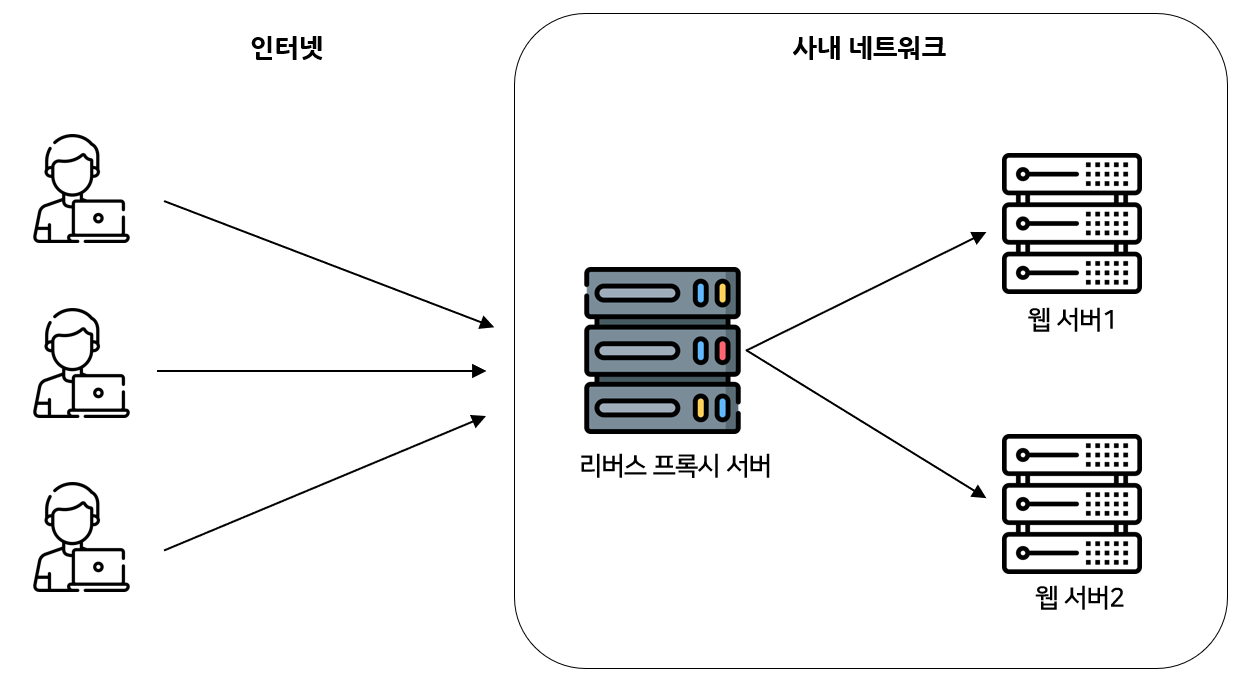 인터넷
사내 네트워크
웹 서버1
리버스 프록시 서버
웹 서버2